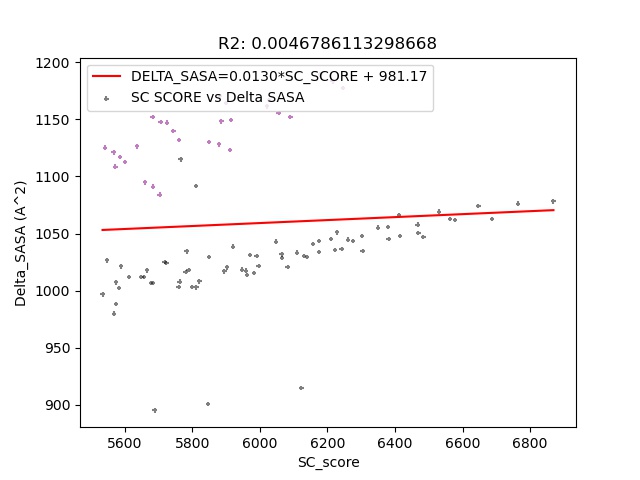 R2: 0.0046786113298668
DELTA_SASA=0.0130*SC_SCORE + 981.17
SC SCORE vs Delta SASA
Delta_SASA (A^2)
1200
1150
1100
1050
1000
950
900
5600 5800 6000 6200 6400 6600 6800
SC_score